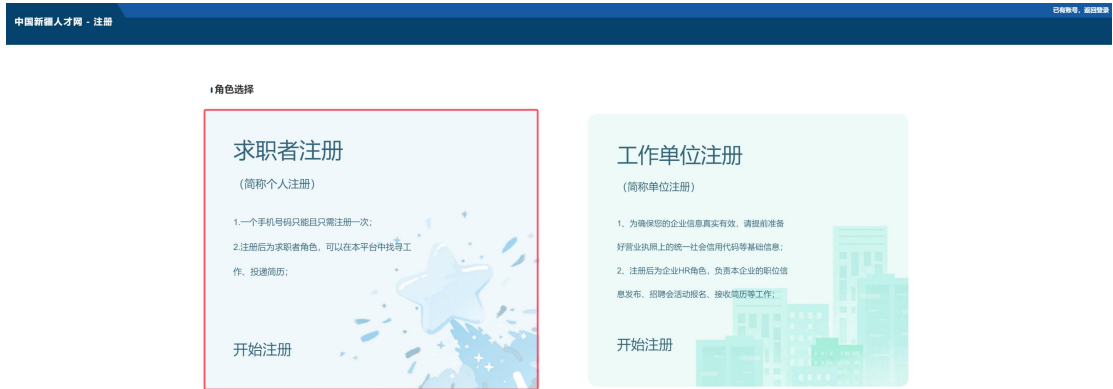 中国新疆人才网 - 注册
已有账号，返回登录
角色选择
求职者注册
（简称个人注册）
1.一个手机号码只能且只需注册一次；
2.注册后为求职者角色，可以在本平台中找寻工
作、投递简历；
开始注册
工作单位注册
（简称单位注册）
1、为确保您的企业信息真实有效，请提前准备
好营业执照上的统一社会信用代码等基础信息；
2、注册后为企业HR角色，负责本企业的职位信
息发布、招聘会活动报名、接收简历等工作；
开始注册